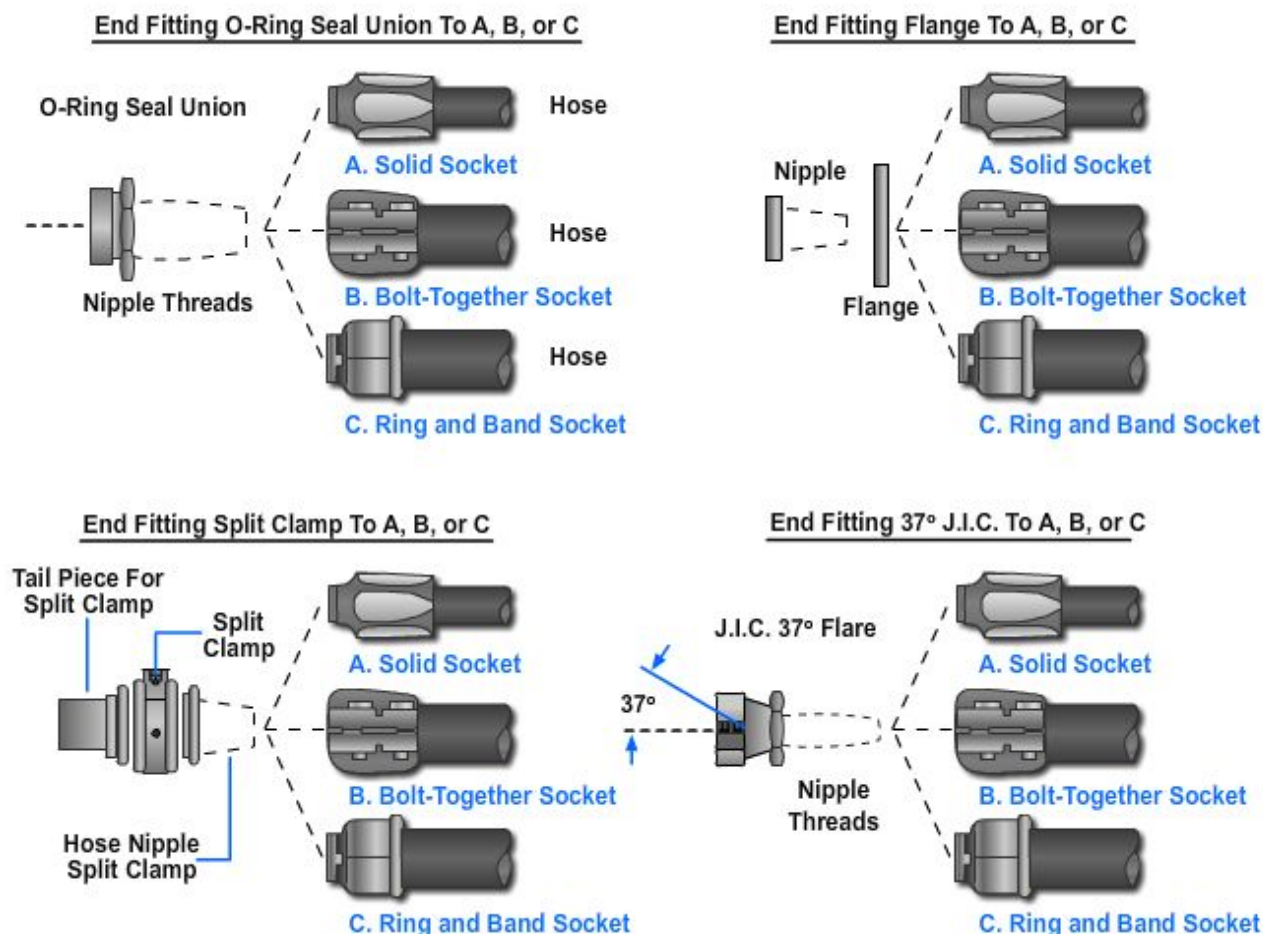 End Fitting O-Ring Seal Union To A, B, or C
O-Ring Seal Union
Hose
A. Solid Socket
Hose
Nipple Threads
B. Bolt-Together Socket
Hose
C. Ring and Band Socket
End Fitting Flange To A, B, or C
A. Solid Socket
Nipple
Flange
B. Bolt-Together Socket
C. Ring and Band Socket
End Fitting Split Clamp To A, B, or C
Tail Piece For
Split Clamp
Split
Clamp
A. Solid Socket
B. Bolt-Together Socket
Hose Nipple
Split Clamp
C. Ring and Band Socket
End Fitting 37º J.I.C. To A, B, or C
J.I.C. 37º Flare
A. Solid Socket
37º
Nipple
Threads
B. Bolt-Together Socket
C. Ring and Band Socket